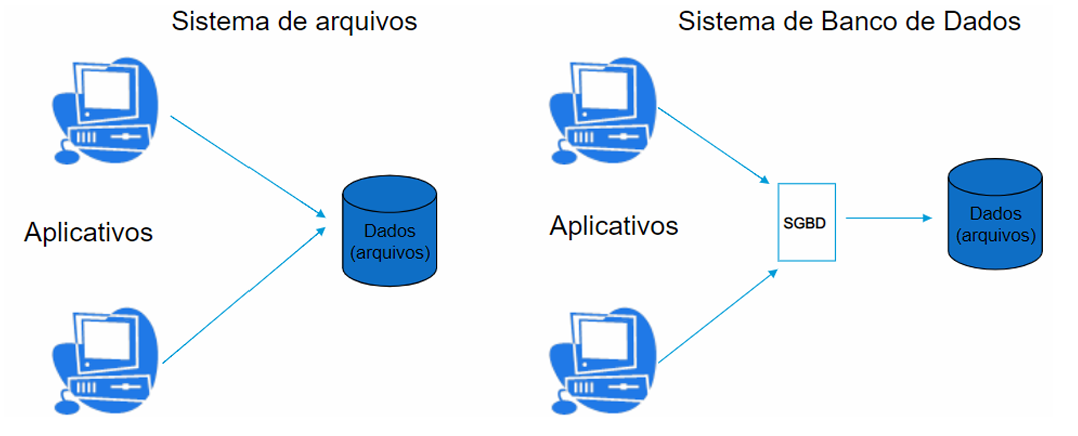 Sistema de arquivos
Aplicativos
Dados
(arquivos)
Sistema de Banco de Dados
Aplicativos
SGBD
Dados
(arquivos)